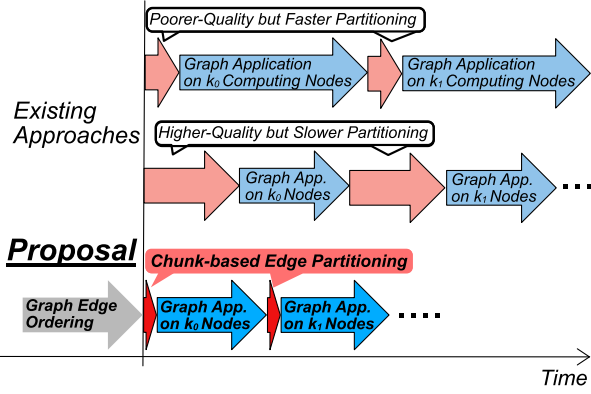 Poorer-Quality but Faster Partitioning
Graph Application
on k₀ Computing Nodes
Graph Application
on k₁ Computing Nodes
Existing
Approaches
Higher-Quality but Slower Partitioning
Graph App.
on k₀ Nodes
Graph App.
on k₁ Nodes
Proposal
Chunk-based Edge Partitioning
Graph Edge
Ordering
Graph App.
on k₀ Nodes
Graph App.
on k₁ Nodes
Time